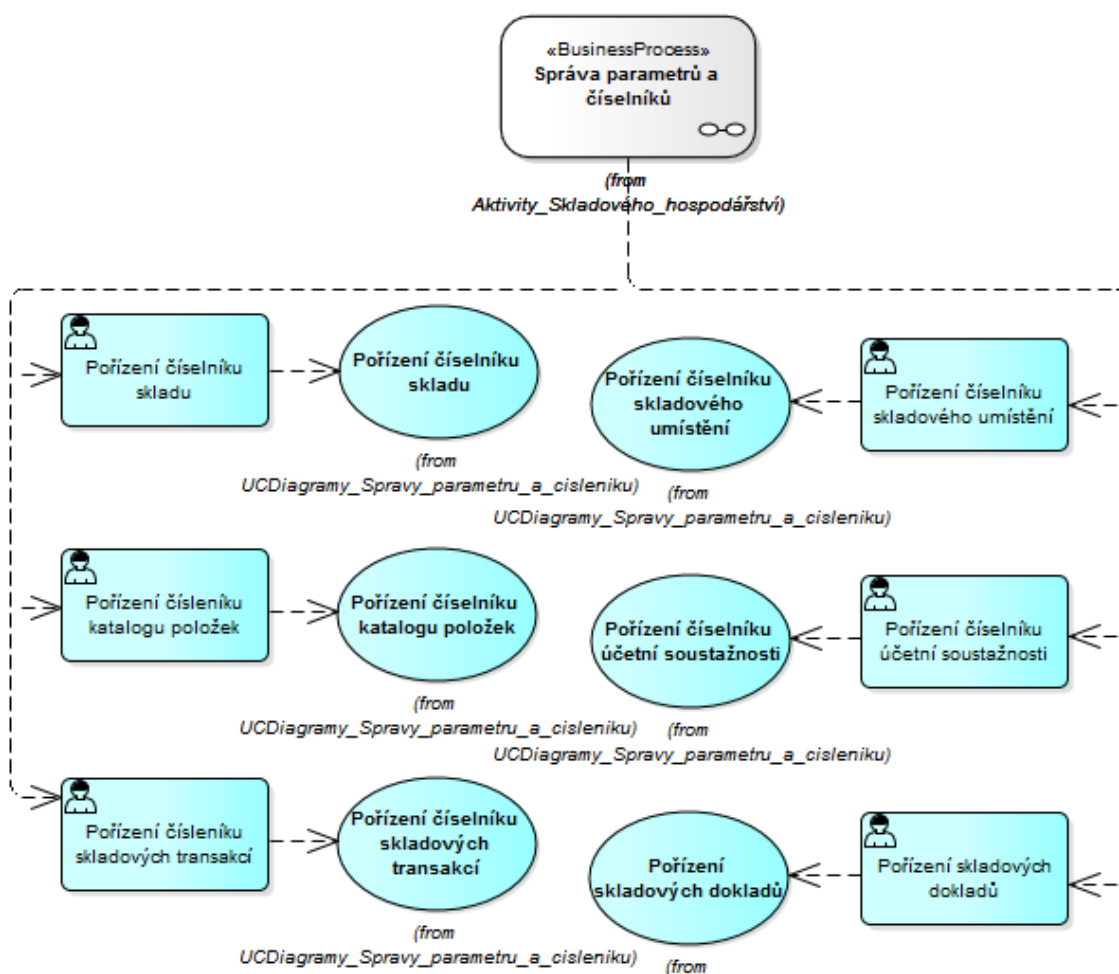 «BusinessProcess»
Správa parametrů a
číselníků
(from
Aktivity_Skladového_hospodářství)
Pořízení číselníku
skladu
Pořízení číselníku
skladu
(from
UCDiagramy_Spravy_parametru_a_cisleniku)
Pořízení číselníku
skladového
umístění
(from
UCDiagramy_Spravy_parametru_a_cisleniku)
Pořízení číselníku
skladového umístění
Pořízení čísleníku
katalogu položek
Pořízení číselníku
katalogu položek
(from
UCDiagramy_Spravy_parametru_a_cisleniku)
Pořízení číselníku
účetní soustažnosti
(from
UCDiagramy_Spravy_parametru_a_cisleniku)
Pořízení číselníku
účetní soustažnosti
Pořízení čísleníku
skladových transakcí
Pořízení číselníku
skladových
transakcí
(from
UCDiagramy_Spravy_parametru_a_cisleniku)
Pořízení
skladových dokladů
(from
Pořízení skladových
dokladů